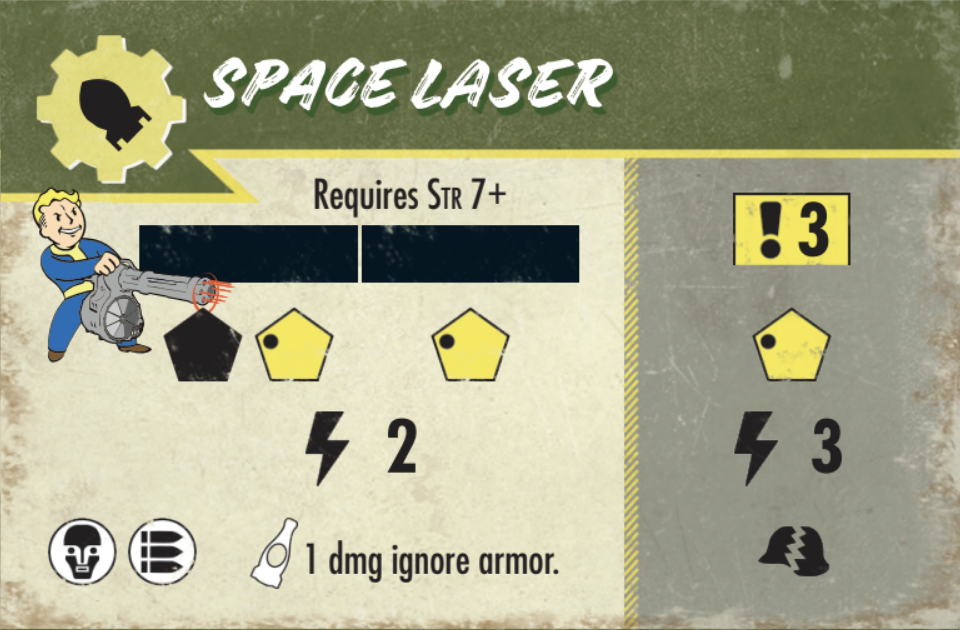 SPACE LASER
Requires STR 7+
! 3
2
3
1 dmg ignore armor.